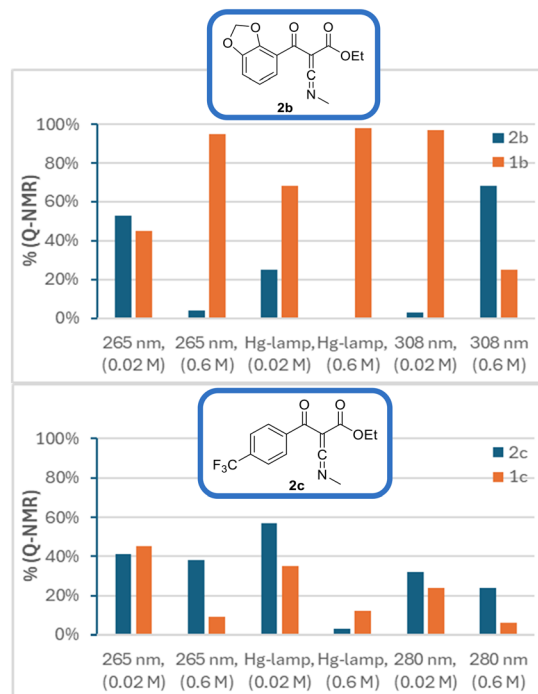 O
O
O
O
OEt
C
N
2b
100%
80%
60%
40%
20%
0%
% (Q-NMR)
2b
1b
265 nm, (0.02 M)
265 nm, (0.6 M)
Hg-lamp, (0.02 M)
Hg-lamp, (0.6 M)
308 nm, (0.02 M)
308 nm (0.6 M)
O
O
OEt
C
F3C
N
2c
100%
80%
60%
40%
20%
0%
% (Q-NMR)
2c
1c
265 nm, (0.02 M)
265 nm, (0.6 M)
Hg-lamp, (0.02 M)
Hg-lamp, (0.6 M)
280 nm, (0.02 M)
280 nm (0.6 M)